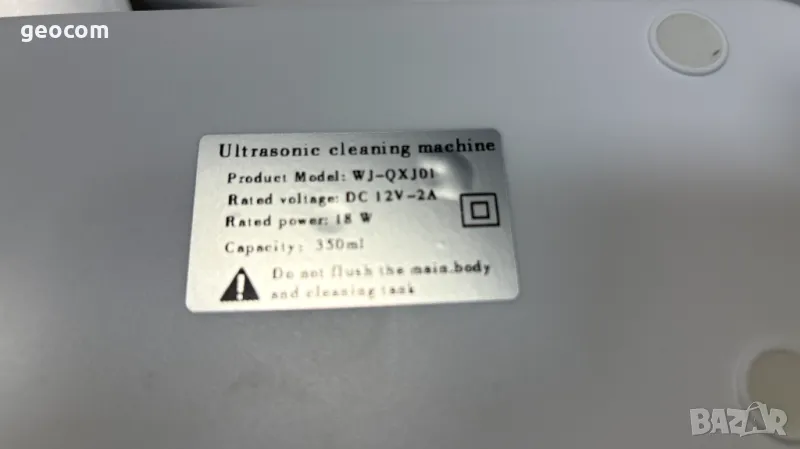 geocom
Ultrasonic cleaning machine
Product Model: WJ-QXJ01
Rated voltage: DC 12V-2A
Rated power: 18 W
Capacity: 350ml
Do not flush the main body
and cleaning tank
BAZAR